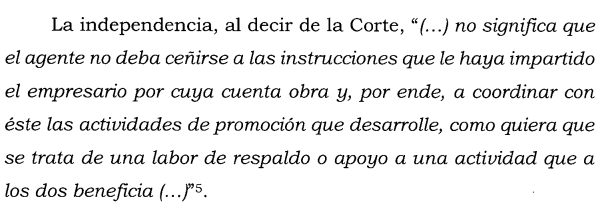 La independencia, al decir de la Corte, “(...) no significa que
el agente no deba ceñirse a las instrucciones que le haya impartido
el empresario por cuya cuenta obra y, por ende, a coordinar con
éste las actividades de promoción que desarrolle, como quiera que
se trata de una labor de respaldo o apoyo a una actividad que a
los dos beneficia (...)”⁵.